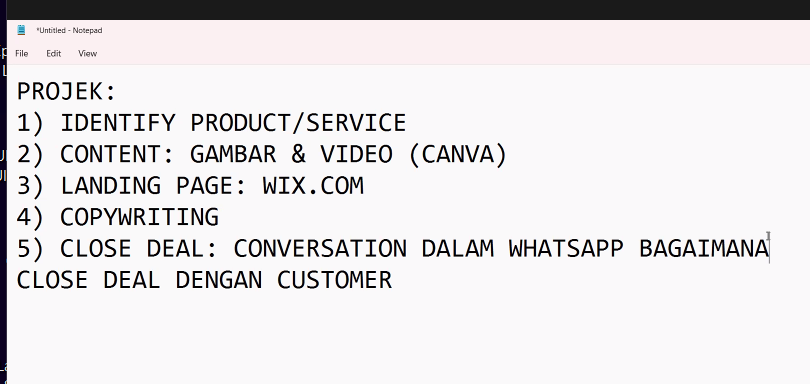 *Untitled - Notepad
File Edit View
PROJEK:
1) IDENTIFY PRODUCT/SERVICE
2) CONTENT: GAMBAR & VIDEO (CANVA)
3) LANDING PAGE: WIX.COM
4) COPYWRITING
5) CLOSE DEAL: CONVERSATION DALAM WHATSAPP BAGAIMANA
CLOSE DEAL DENGAN CUSTOMER